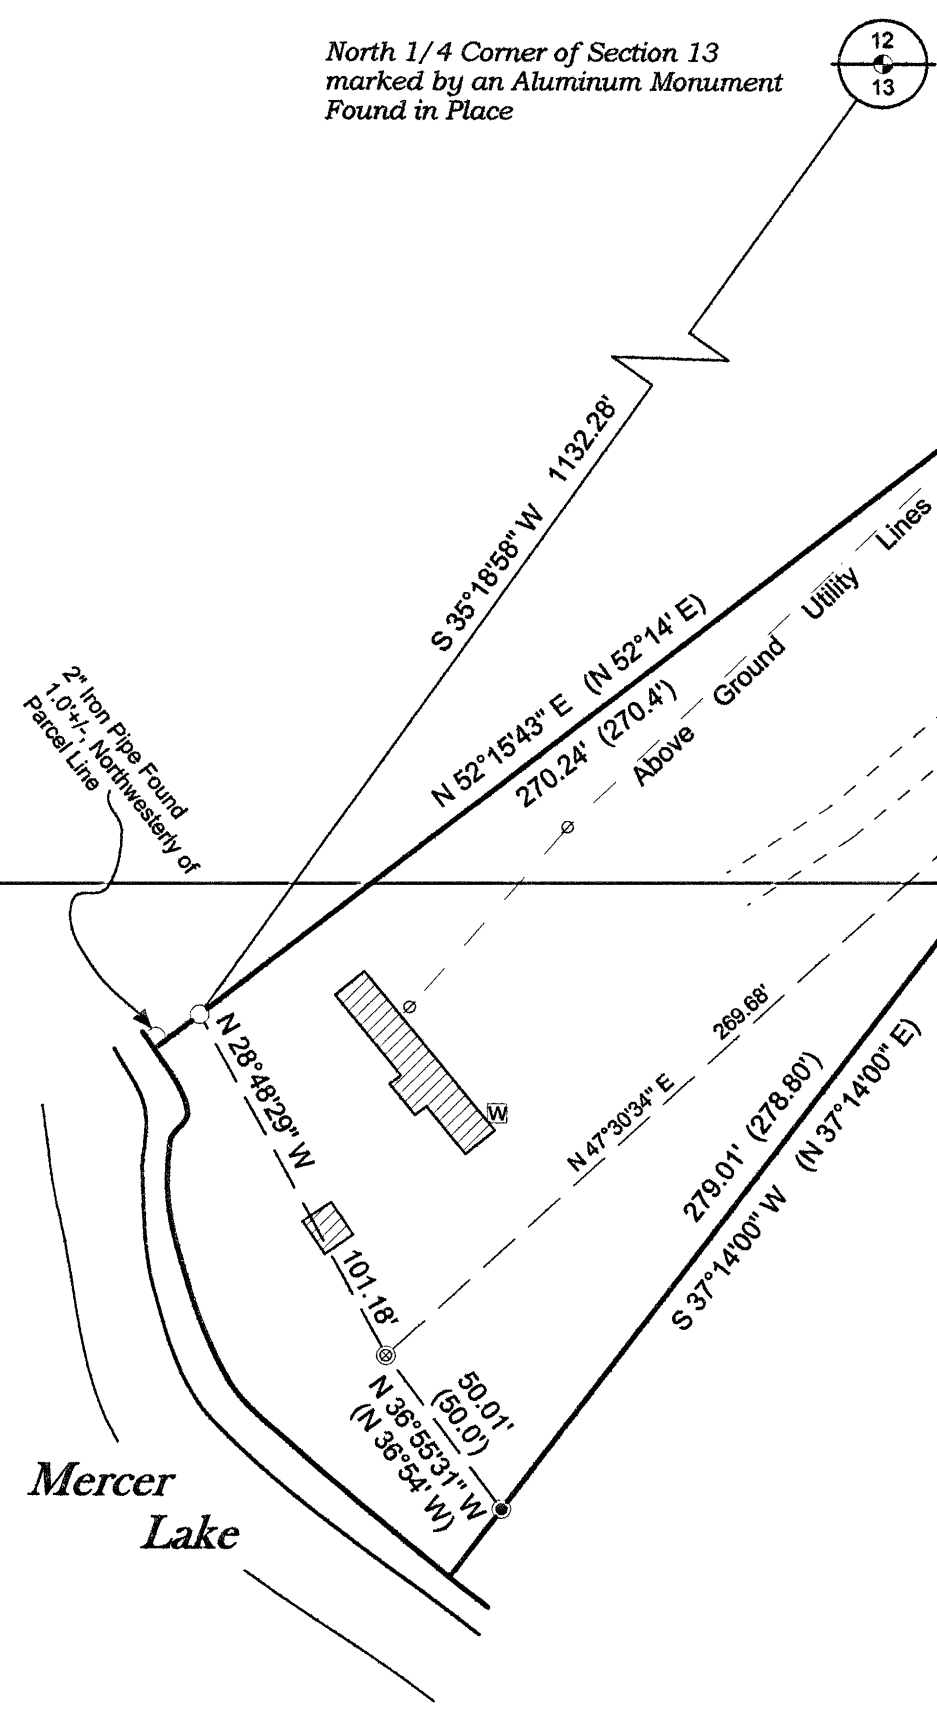 North 1/4 Corner of Section 13
marked by an Aluminum Monument
Found in Place
12
13
S 35°18'58" W 1132.28'
N 52°15'43" E (N 52°14' E)
270.24' (270.4')
Above Ground Utility Lines
2" Iron Pipe Found
1.0'+/-, Northwesterly of
Parcel Line
N 28°48'29" W
101.18'
W
N 47°30'34" E
269.68'
279.01' (278.80')
S 37°14'00" W (N 37°14'00" E)
50.01'
(50.0')
N 36°55'31" W
(N 36°54' W)
Mercer
Lake